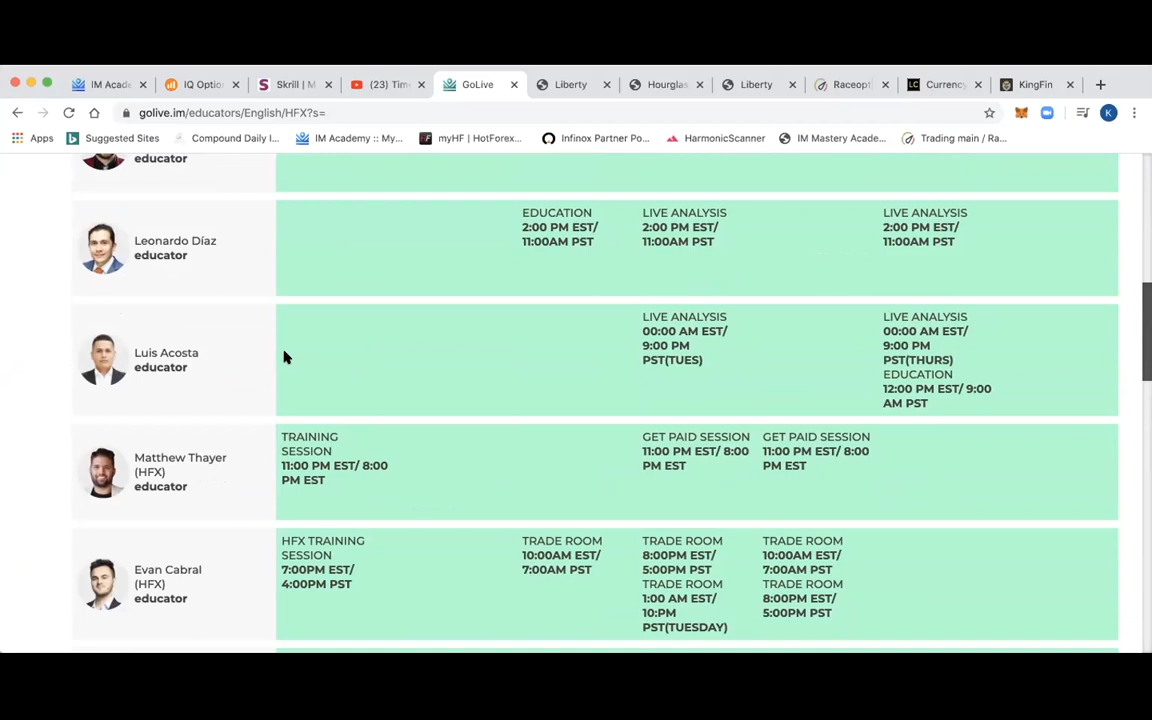 IM Acade
IQ Option
Skrill | M
(23) Time
GoLive
Liberty
Hourglas
Liberty
Raceopti
Currency
KingFin
golive.im/educators/English/HFX?s=
K
Apps
Suggested Sites
Compound Daily I...
IM Academy :: My...
myHF | HotForex...
Infinox Partner Po...
HarmonicScanner
IM Mastery Acade...
Trading main / Ra...
educator
Leonardo Díaz
educator
EDUCATION
2:00 PM EST/
11:00AM PST
LIVE ANALYSIS
2:00 PM EST/
11:00AM PST
LIVE ANALYSIS
2:00 PM EST/
11:00AM PST
Luis Acosta
educator
LIVE ANALYSIS
00:00 AM EST/
9:00 PM
PST(TUES)
LIVE ANALYSIS
00:00 AM EST/
9:00 PM
PST(THURS)
EDUCATION
12:00 PM EST/ 9:00
AM PST
Matthew Thayer
(HFX)
educator
TRAINING
SESSION
11:00 PM EST/ 8:00
PM EST
GET PAID SESSION
11:00 PM EST/ 8:00
PM EST
GET PAID SESSION
11:00 PM EST/ 8:00
PM EST
Evan Cabral
(HFX)
educator
HFX TRAINING
SESSION
7:00PM EST/
4:00PM PST
TRADE ROOM
10:00AM EST/
7:00AM PST
TRADE ROOM
8:00PM EST/
5:00PM PST
TRADE ROOM
1:00 AM EST/
10:PM
PST(TUESDAY)
TRADE ROOM
10:00AM EST/
7:00AM PST
TRADE ROOM
8:00PM EST/
5:00PM PST